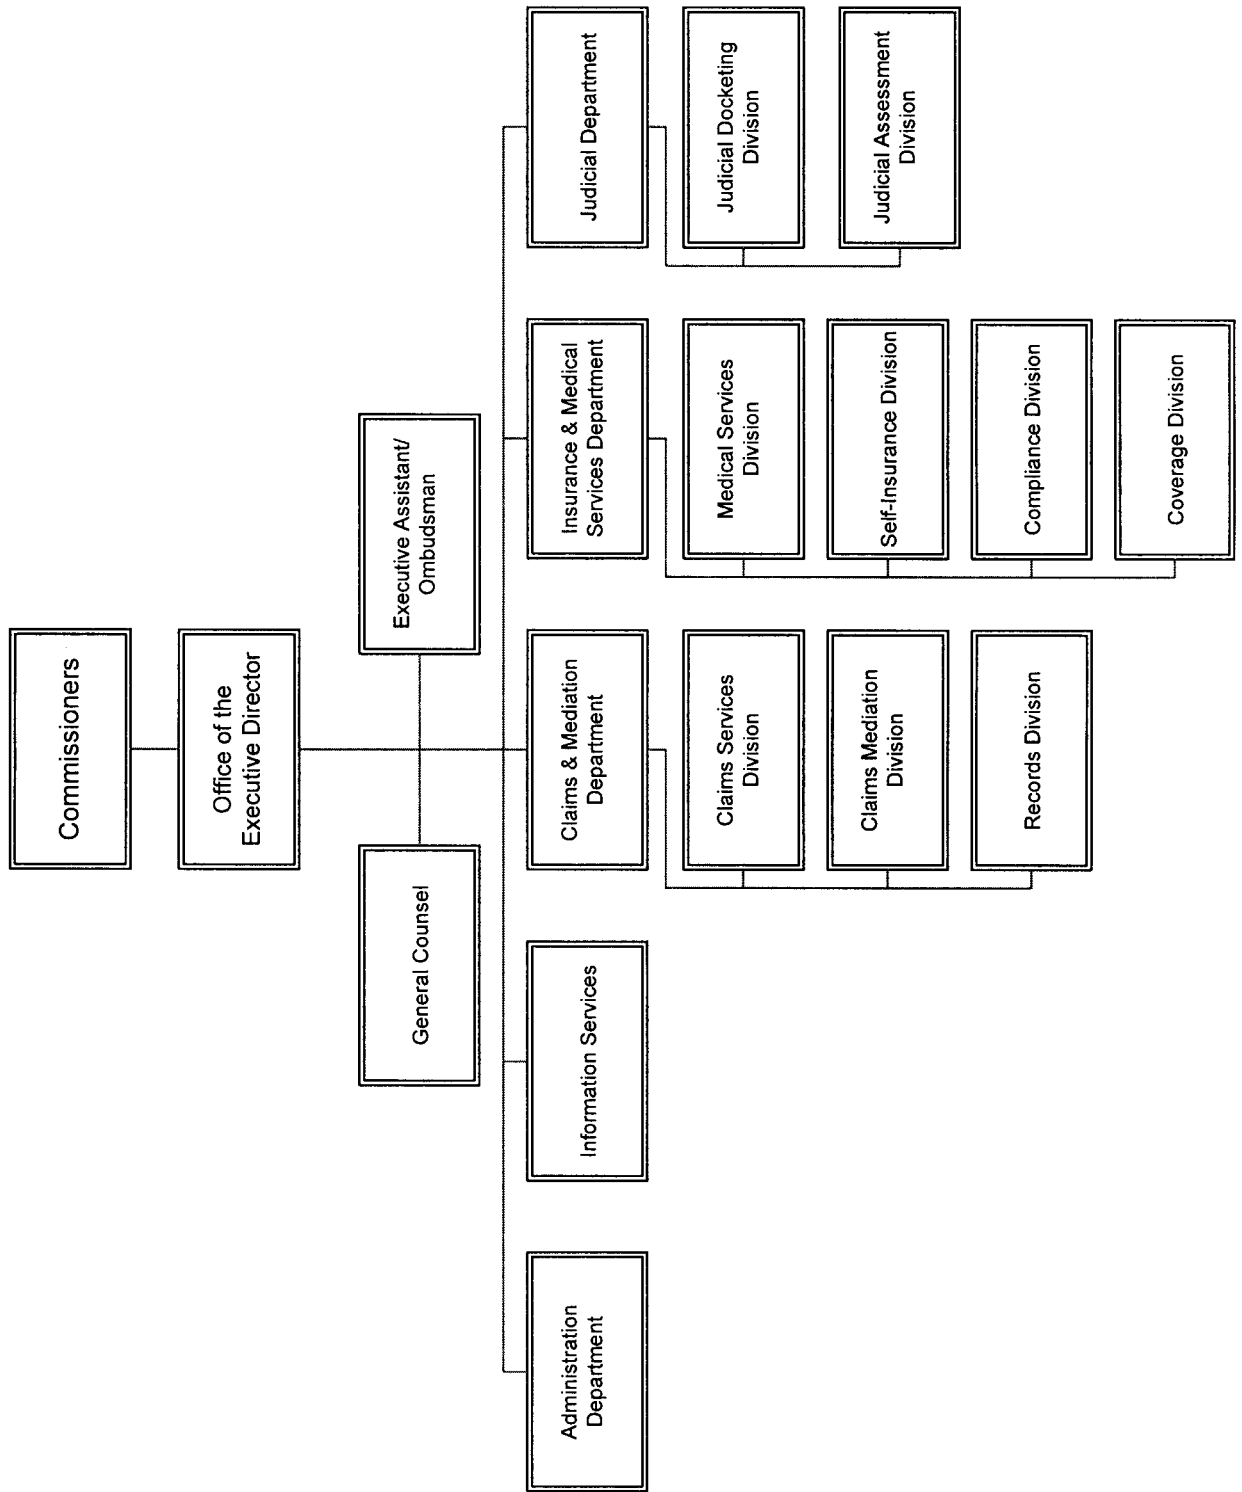 Commissioners
Office of the
Executive Director
General Counsel
Executive Assistant/
Ombudsman
Administration
Department
Information Services
Claims & Mediation
Department
Claims Services
Division
Claims Mediation
Division
Records Division
Insurance & Medical
Services Department
Medical Services
Division
Self-Insurance Division
Compliance Division
Coverage Division
Judicial Department
Judicial Docketing
Division
Judicial Assessment
Division